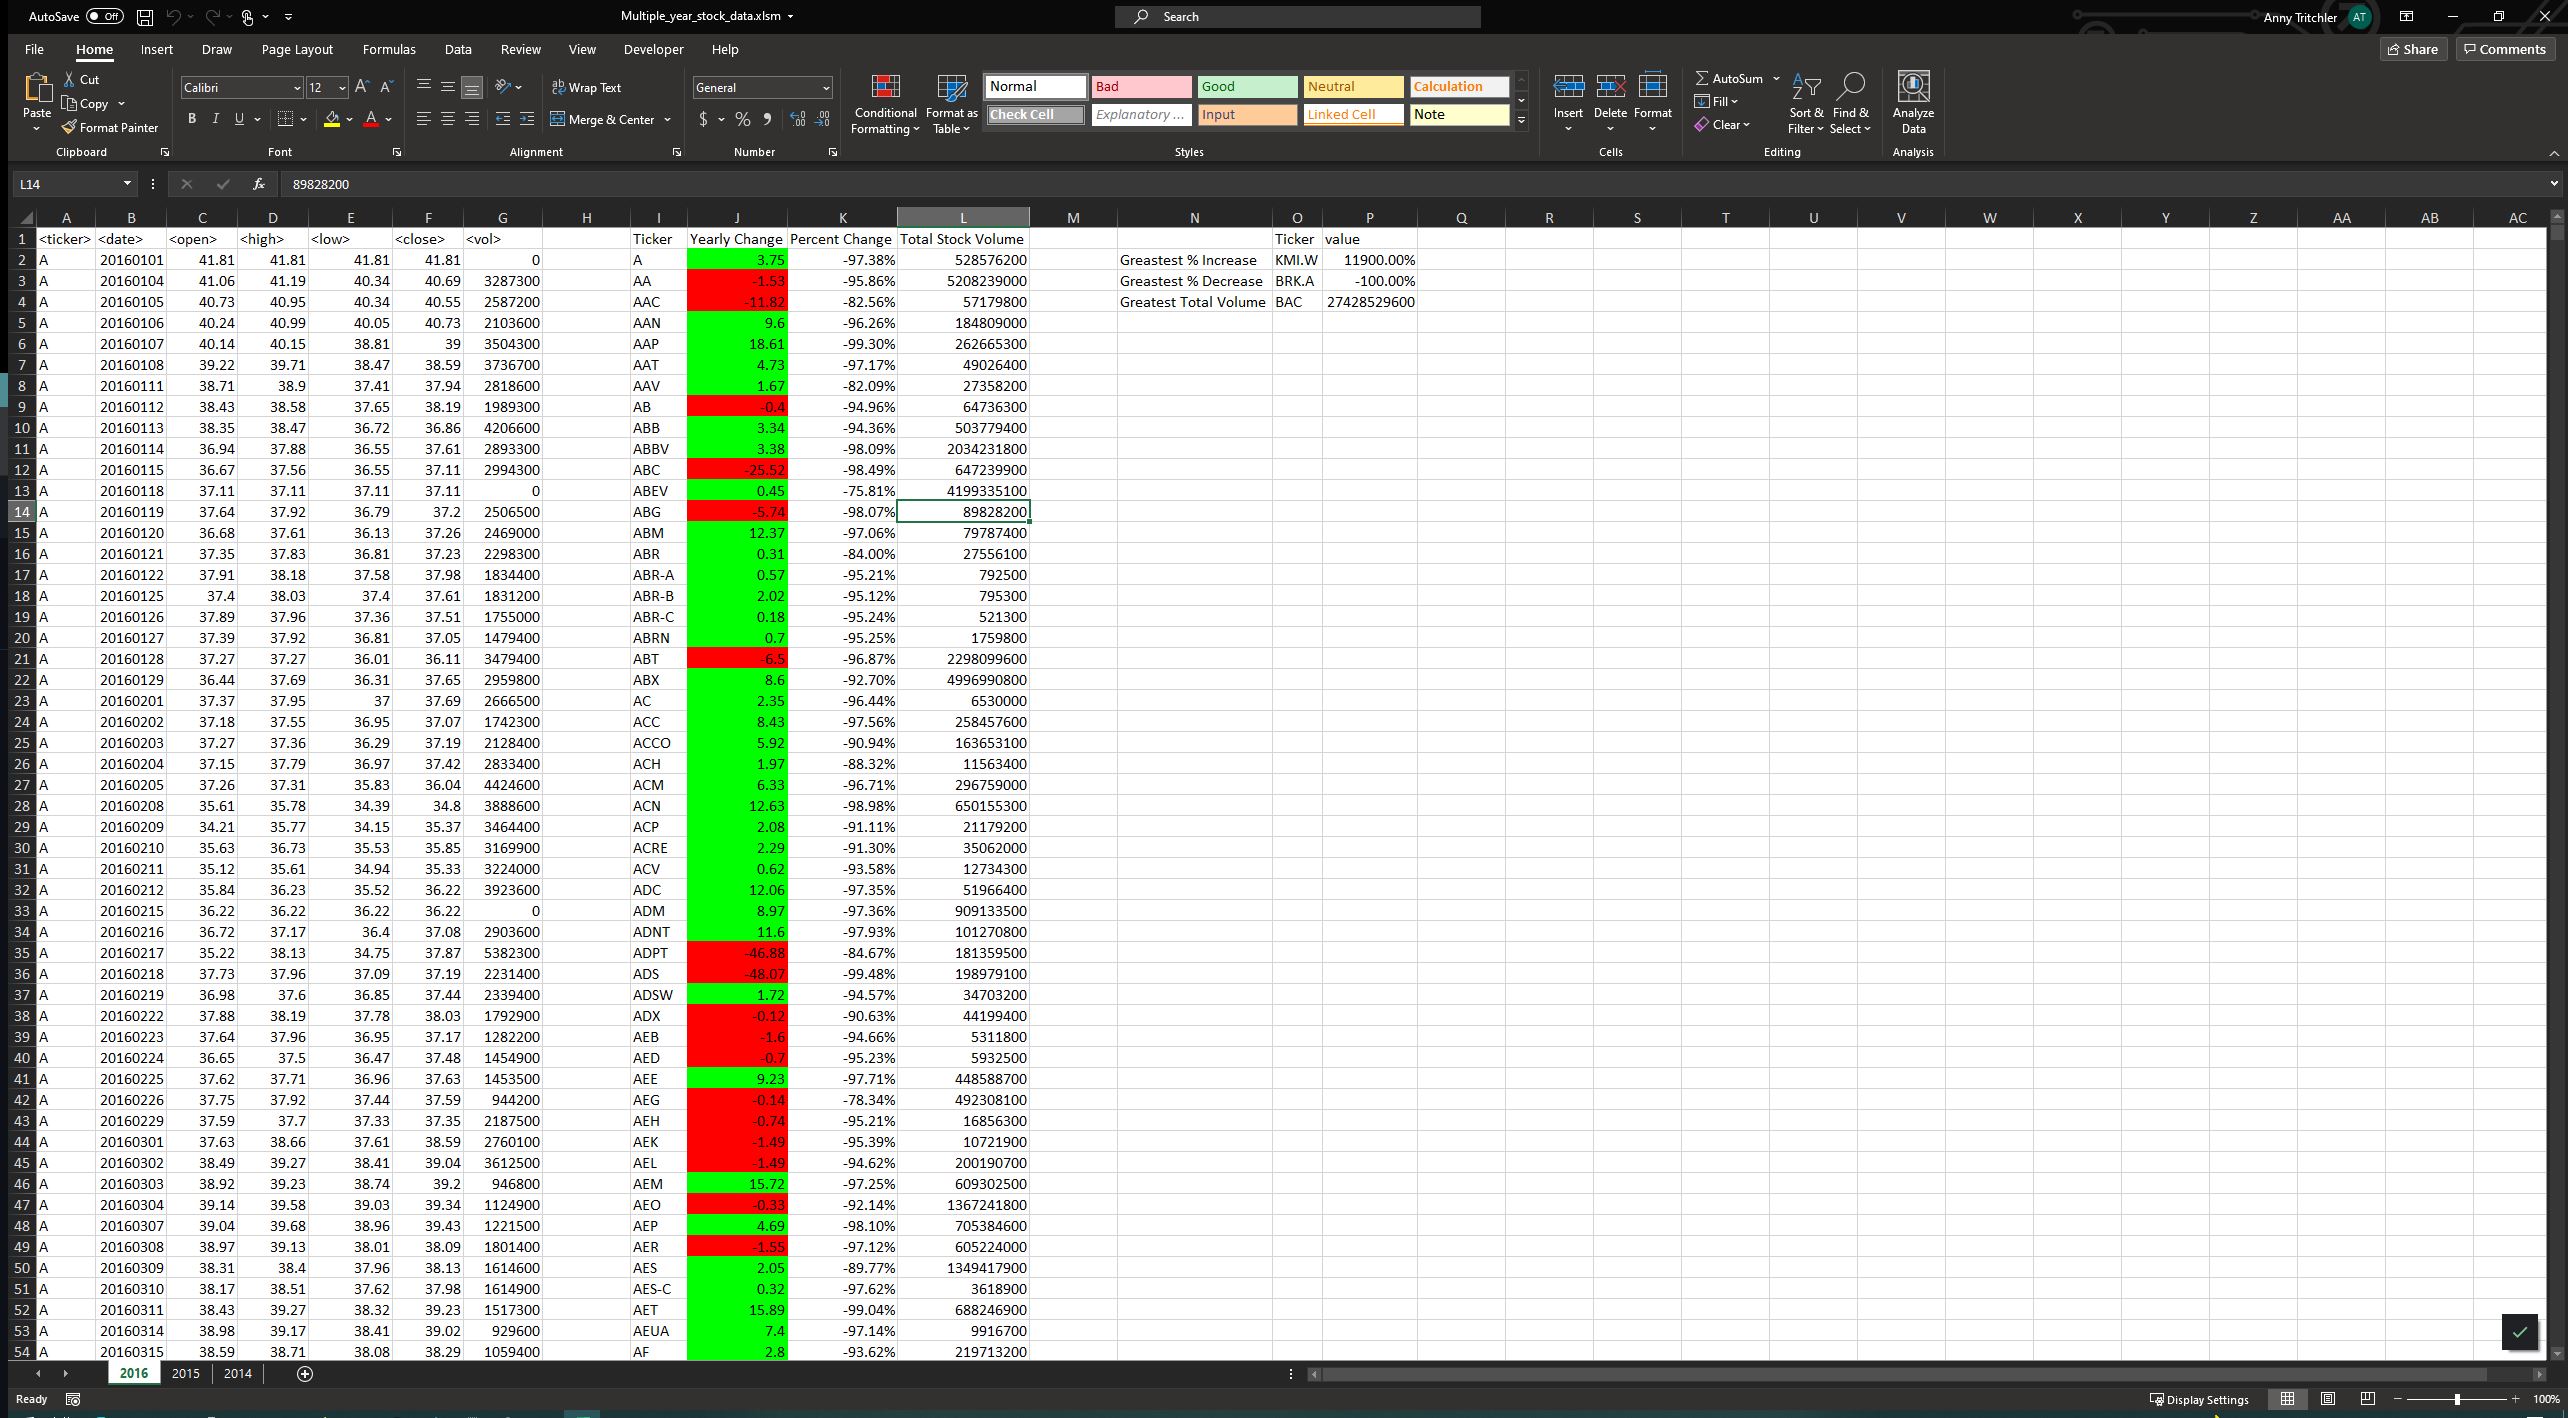 AutoSave Off Multiple_year_stock_data.xlsm Search Anny Tritchler AT
File Home Insert Draw Page Layout Formulas Data Review View Developer Help Share Comments
Paste Cut Copy Format Painter Clipboard
Calibri 12 B I U Font
Wrap Text Merge & Center Alignment
General $ % Number
Conditional Formatting Format as Table
Normal Bad Good Neutral Calculation
Check Cell Explanatory ... Input Linked Cell Note
Styles
Insert Delete Format Cells
AutoSum Fill Clear Sort & Filter Find & Select Editing
Analyze Data Analysis
L14 fx 89828200
A B C D E F G H I J K L M N O P Q R S T U V W X Y Z AA AB AC
1 <ticker> <date> <open> <high> <low> <close> <vol> Ticker Yearly Change Percent Change Total Stock Volume Ticker value
2 A 20160101 41.81 41.81 41.81 41.81 0 A 3.75 -97.38% 528576200 Greastest % Increase KMI.W 11900.00%
3 A 20160104 41.06 41.19 40.34 40.69 3287300 AA -1.53 -95.86% 5208239000 Greastest % Decrease BRK.A -100.00%
4 A 20160105 40.73 40.95 40.34 40.55 2587200 AAC -11.82 -82.56% 57179800 Greatest Total Volume BAC 27428529600
5 A 20160106 40.24 40.99 40.05 40.73 2103600 AAN 9.6 -96.26% 184809000
6 A 20160107 40.14 40.15 38.81 39 3504300 AAP 18.61 -99.30% 262665300
7 A 20160108 39.22 39.71 38.47 38.59 3736700 AAT 4.73 -97.17% 49026400
8 A 20160111 38.71 38.9 37.41 37.94 2818600 AAV 1.67 -82.09% 27358200
9 A 20160112 38.43 38.58 37.65 38.19 1989300 AB -0.4 -94.96% 64736300
10 A 20160113 38.35 38.47 36.72 36.86 4206600 ABB 3.34 -94.36% 503779400
11 A 20160114 36.94 37.88 36.55 37.61 2893300 ABBV 3.38 -98.09% 2034231800
12 A 20160115 36.67 37.56 36.55 37.11 2994300 ABC -25.52 -98.49% 647239900
13 A 20160118 37.11 37.11 37.11 37.11 0 ABEV 0.45 -75.81% 4199335100
14 A 20160119 37.64 37.92 36.79 37.2 2506500 ABG -5.74 -98.07% 89828200
15 A 20160120 36.68 37.61 36.13 37.26 2469000 ABM 12.37 -97.06% 79787400
16 A 20160121 37.35 37.83 36.81 37.23 2298300 ABR 0.31 -84.00% 27556100
17 A 20160122 37.91 38.18 37.58 37.98 1834400 ABR-A 0.57 -95.21% 792500
18 A 20160125 37.4 38.03 37.4 37.61 1831200 ABR-B 2.02 -95.12% 795300
19 A 20160126 37.89 37.96 37.36 37.51 1755000 ABR-C 0.18 -95.24% 521300
20 A 20160127 37.39 37.92 36.81 37.05 1479400 ABRN 0.7 -95.25% 1759800
21 A 20160128 37.27 37.27 36.01 36.11 3479400 ABT -6.5 -96.87% 2298099600
22 A 20160129 36.44 37.69 36.31 37.65 2959800 ABX 8.6 -92.70% 4996990800
23 A 20160201 37.37 37.95 37 37.69 2666500 AC 2.35 -96.44% 6530000
24 A 20160202 37.18 37.55 36.95 37.07 1742300 ACC 8.43 -97.56% 258457600
25 A 20160203 37.27 37.36 36.29 37.19 2128400 ACCO 5.92 -90.94% 163653100
26 A 20160204 37.15 37.79 36.97 37.42 2833400 ACH 1.97 -88.32% 11563400
27 A 20160205 37.26 37.31 35.83 36.04 4424600 ACM 6.33 -96.71% 296759000
28 A 20160208 35.61 35.78 34.39 34.8 3888600 ACN 12.63 -98.98% 650155300
29 A 20160209 34.21 35.77 34.15 35.37 3464400 ACP 2.08 -91.11% 21179200
30 A 20160210 35.63 36.73 35.53 35.85 3169900 ACRE 2.29 -91.30% 35062000
31 A 20160211 35.12 35.61 34.94 35.33 3224000 ACV 0.62 -93.58% 12734300
32 A 20160212 35.84 36.23 35.52 36.22 3923600 ADC 12.06 -97.35% 51966400
33 A 20160215 36.22 36.22 36.22 36.22 0 ADM 8.97 -97.36% 909133500
34 A 20160216 36.72 37.17 36.4 37.08 2903600 ADNT 11.6 -97.93% 101270800
35 A 20160217 35.22 38.13 34.75 37.87 5382300 ADPT -46.88 -84.67% 181359500
36 A 20160218 37.73 37.96 37.09 37.19 2231400 ADS -48.07 -99.48% 198979100
37 A 20160219 36.98 37.6 36.85 37.44 2339400 ADSW 1.72 -94.57% 34703200
38 A 20160222 37.88 38.19 37.78 38.03 1792900 ADX -0.12 -90.63% 44199400
39 A 20160223 37.64 37.96 36.95 37.17 1282200 AEB -1.6 -94.66% 5311800
40 A 20160224 36.65 37.5 36.47 37.48 1454900 AED -0.7 -95.23% 5932500
41 A 20160225 37.62 37.71 36.96 37.63 1453500 AEE 9.23 -97.71% 448588700
42 A 20160226 37.75 37.92 37.44 37.59 944200 AEG -0.14 -78.34% 492308100
43 A 20160229 37.59 37.7 37.33 37.35 2187500 AEH -0.74 -95.21% 16856300
44 A 20160301 37.63 38.66 37.61 38.59 2760100 AEK -1.49 -95.39% 10721900
45 A 20160302 38.49 39.27 38.41 39.04 3612500 AEL -1.49 -94.62% 200190700
46 A 20160303 38.92 39.23 38.74 39.2 946800 AEM 15.72 -97.25% 609302500
47 A 20160304 39.14 39.58 39.03 39.34 1124900 AEO -0.33 -92.14% 1367241800
48 A 20160307 39.04 39.68 38.96 39.43 1221500 AEP 4.69 -98.10% 705384600
49 A 20160308 38.97 39.13 38.01 38.09 1801400 AER -1.55 -97.12% 605224000
50 A 20160309 38.31 38.4 37.96 38.13 1614600 AES 2.05 -89.77% 1349417900
51 A 20160310 38.17 38.51 37.62 37.98 1614900 AES-C 0.32 -97.62% 3618900
52 A 20160311 38.43 39.27 38.32 39.23 1517300 AET 15.89 -99.04% 688246900
53 A 20160314 38.98 39.17 38.41 39.02 929600 AEUA 7.4 -97.14% 9916700
54 A 20160315 38.59 38.71 38.08 38.29 1059400 AF 2.8 -93.62% 219713200
2016 2015 2014
Ready Display Settings 100%